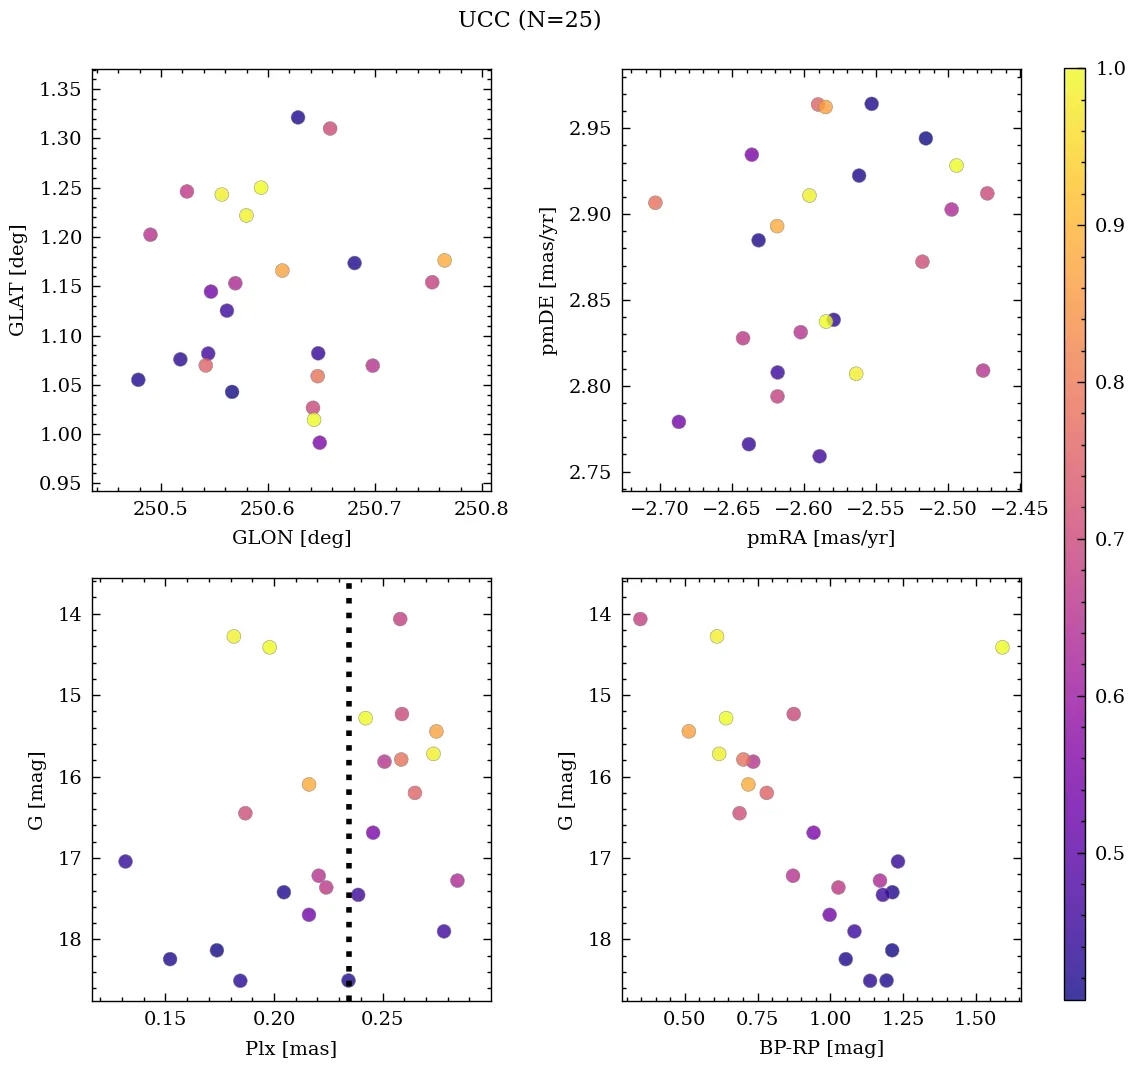 UCC (N=25)
1.35
1.30
1.25
1.20
1.15
1.10
1.05
1.00
0.95
GLAT [deg]
250.5 250.6 250.7 250.8
GLON [deg]
2.95
2.90
2.85
2.80
2.75
pmDE [mas/yr]
−2.70 −2.65 −2.60 −2.55 −2.50 −2.45
pmRA [mas/yr]
14
15
16
17
18
G [mag]
0.15 0.20 0.25
Plx [mas]
14
15
16
17
18
G [mag]
0.50 0.75 1.00 1.25 1.50
BP-RP [mag]
1.0
0.9
0.8
0.7
0.6
0.5